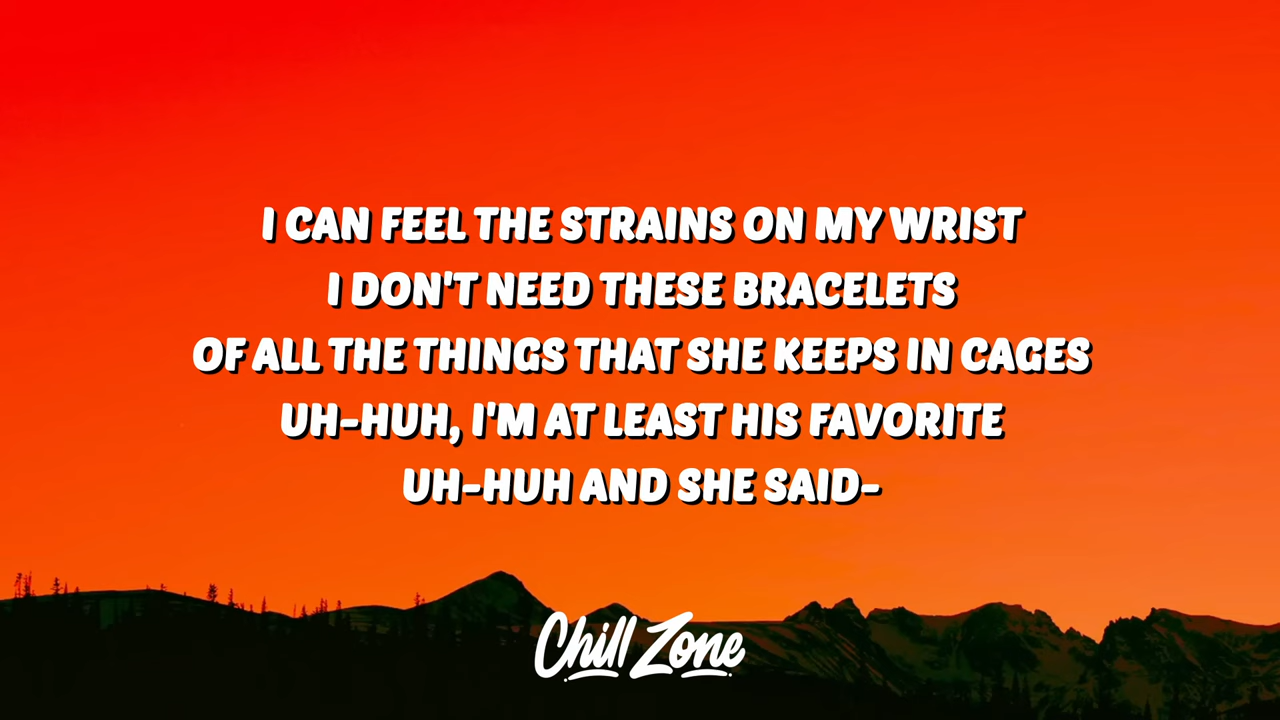 I CAN FEEL THE STRAINS ON MY WRIST
I DON'T NEED THESE BRACELETS
OF ALL THE THINGS THAT SHE KEEPS IN CAGES
UH-HUH, I'M AT LEAST HIS FAVORITE
UH-HUH AND SHE SAID-
Chill Zone